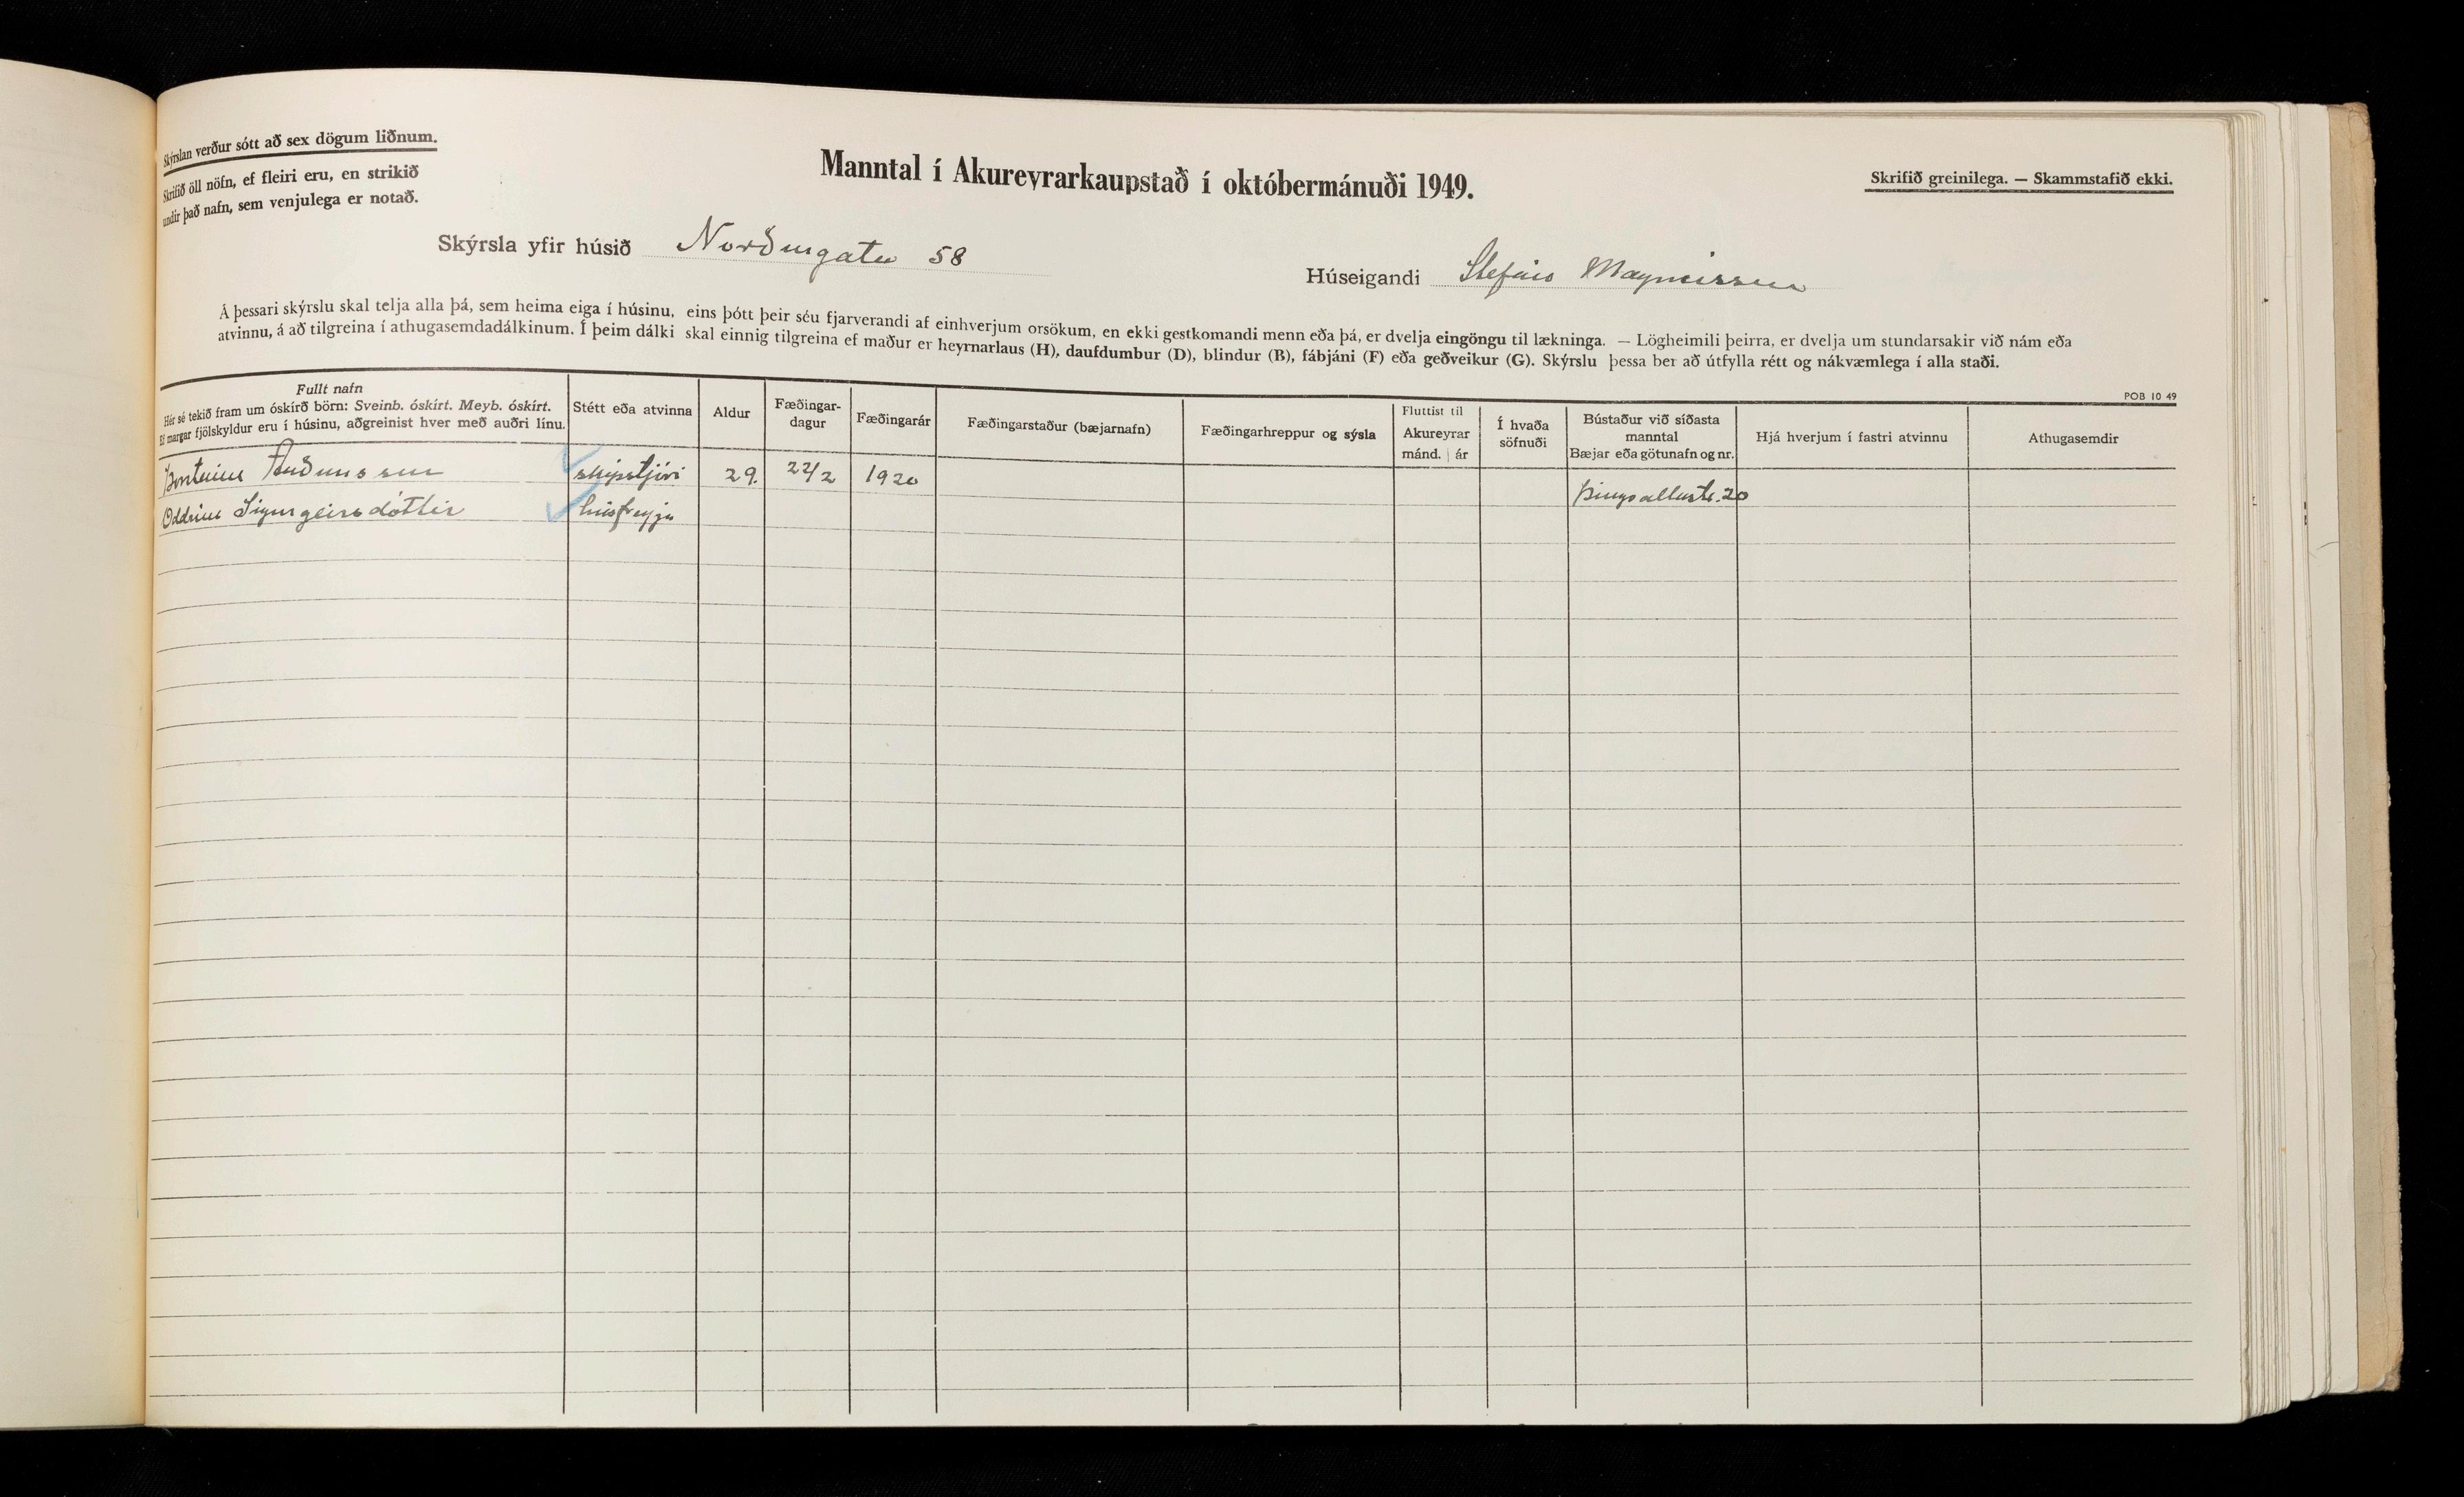 Skýrslan verður sótt að sex dögum liðnum.
Skrifið öll nöfn, ef fleiri eru, en strikið
undir það nafn, sem venjulega er notað.
Manntal í Akureyrarkaupstað í októbermánuði 1949.
Skrifið greinilega. — Skammstafið ekki.
Skýrsla yfir húsið Norðurgata 58
Húseigandi Stefán Magnússon
Á þessari skýrslu skal telja alla þá, sem heima eiga í húsinu, eins þótt þeir séu fjarverandi af einhverjum orsökum, en ekki gestkomandi menn eða þá, er dvelja eingöngu til lækninga. — Lögheimili þeirra, er dvelja um stundarsakir við nám eða
atvinnu, á að tilgreina í athugasemdadálkinum. Í þeim dálki skal einnig tilgreina ef maður er heyrnarlaus (H), daufdumbur (D), blindur (B), fábjáni (F) eða geðveikur (G). Skýrslu þessa ber að útfylla rétt og nákvæmlega í alla staði.
POB 10 49
Fullt nafn
Hér sé tekið fram um óskírð börn: Sveinb. óskírt. Meyb. óskírt.
Ef margar fjölskyldur eru í húsinu, aðgreinist hver með auðri línu.
Stétt eða atvinna
Aldur
Fæðingar-
dagur
Fæðingarár
Fæðingarstaður (bæjarnafn)
Fæðingarhreppur og sýsla
Fluttist til
Akureyrar
mánd. ár
Í hvaða
söfnuði
Bústaður við síðasta
manntal
Bæjar eða götunafn og nr.
Hjá hverjum í fastri atvinnu
Athugasemdir
Þorsteinn Auðunsson skipstjóri 29. 22/2 1920
Oddrún Sigurgeirsdóttir húsfreyja Þingvallastr. 20